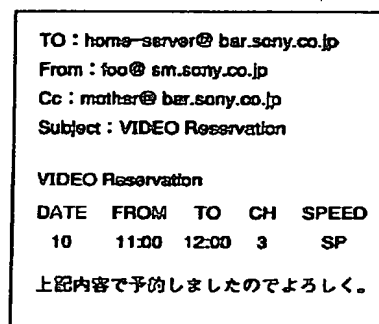 TO：home-server@ bar.sony.co.jp
From：foo@ sm.sony.co.jp
Cc：mother@ bar.sony.co.jp
Subject：VIDEO Reservation
VIDEO Reservation
DATE FROM TO CH SPEED
10 11:00 12:00 3 SP
上記内容で予約しましたのでよろしく。